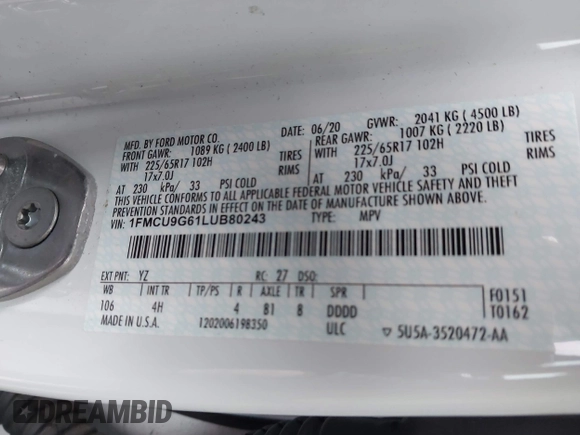 MFD. BY FORD MOTOR CO.
DATE: 06/20 GVWR: 2041 KG ( 4500 LB)
FRONT GAWR: 1089 KG ( 2400 LB) REAR GAWR: 1007 KG ( 2220 LB)
225/65R17 102H TIRES 225/65R17 102H TIRES
17x7.0J RIMS 17x7.0J RIMS
AT 230 kPa/ 33 PSI COLD AT 230 kPa/ 33 PSI COLD
THIS VEHICLE CONFORMS TO ALL APPLICABLE FEDERAL MOTOR VEHICLE SAFETY AND THEFT
PREVENTION STANDARDS IN EFFECT ON THE DATE OF MANUFACTURE SHOWN ABOVE.
VIN: 1FMCU9G61LUB80243 TYPE: MPV
EXT PNT: YZ RC: 27 DSO:
WB INT TR TP/PS R AXLE TR SPR F0151
106 4H 4 81 8 DDDD T0162
MADE IN U.S.A. 1202006198350 ULC 5U5A-3520472-AA
DREAMBID